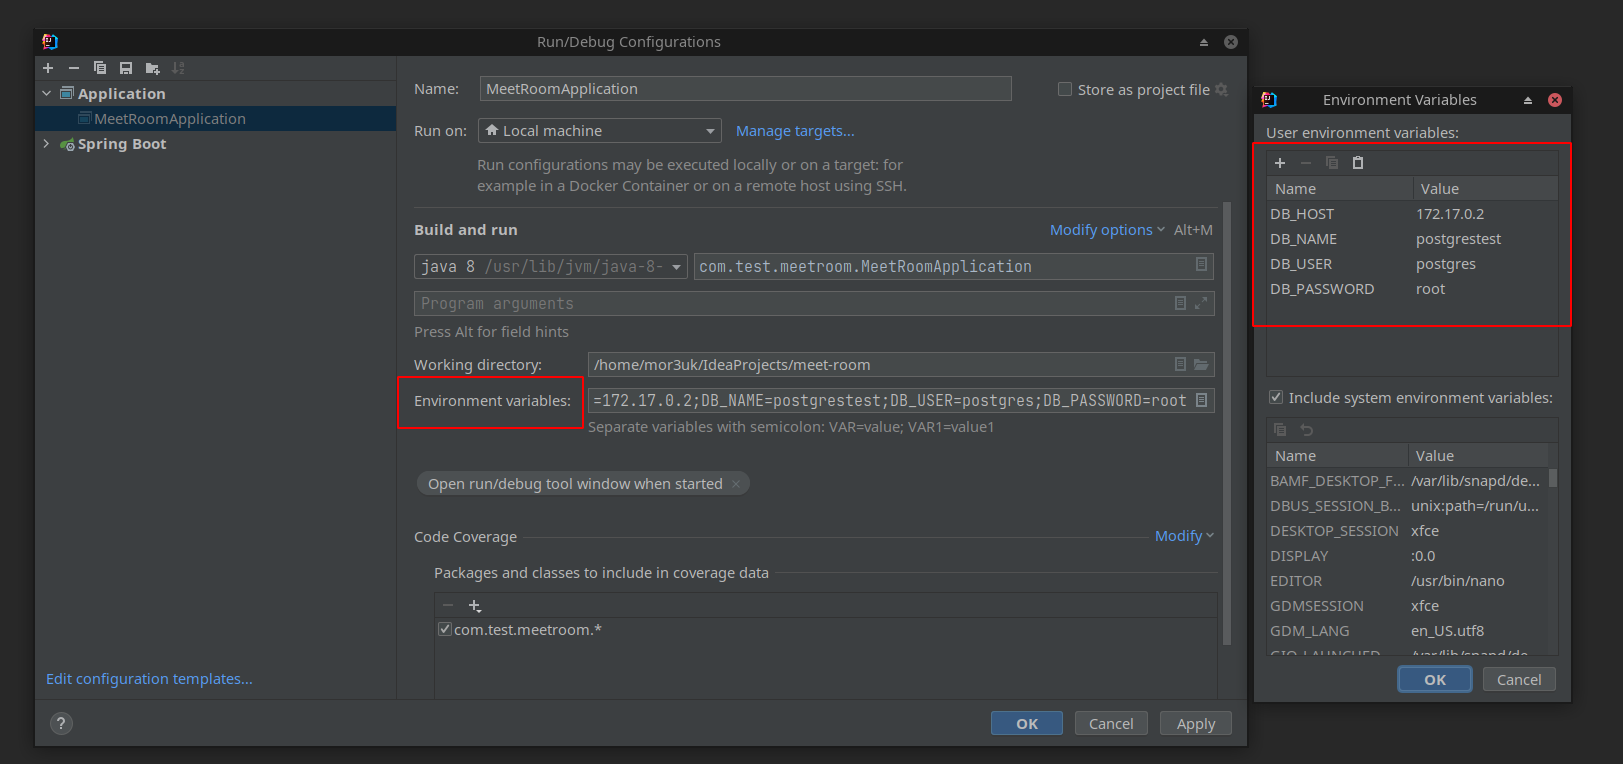 Run/Debug Configurations
Application
MeetRoomApplication
Spring Boot
Edit configuration templates...
Name: MeetRoomApplication
Store as project file
Run on: Local machine
Manage targets...
Run configurations may be executed locally or on a target: for
example in a Docker Container or on a remote host using SSH.
Build and run
Modify options Alt+M
java 8 /usr/lib/jvm/java-8-
com.test.meetroom.MeetRoomApplication
Program arguments
Press Alt for field hints
Working directory: /home/mor3uk/IdeaProjects/meet-room
Environment variables: =172.17.0.2;DB_NAME=postgrestest;DB_USER=postgres;DB_PASSWORD=root
Separate variables with semicolon: VAR=value; VAR1=value1
Open run/debug tool window when started ×
Code Coverage
Modify
Packages and classes to include in coverage data
com.test.meetroom.*
?
OK Cancel Apply
Environment Variables
User environment variables:
Name Value
DB_HOST 172.17.0.2
DB_NAME postgrestest
DB_USER postgres
DB_PASSWORD root
Include system environment variables:
Name Value
BAMF_DESKTOP_F... /var/lib/snapd/de...
DBUS_SESSION_B... unix:path=/run/u...
DESKTOP_SESSION xfce
DISPLAY :0.0
EDITOR /usr/bin/nano
GDMSESSION xfce
GDM_LANG en_US.utf8
GIO_LAUNCHED /var/lib/snapd/de...
OK Cancel